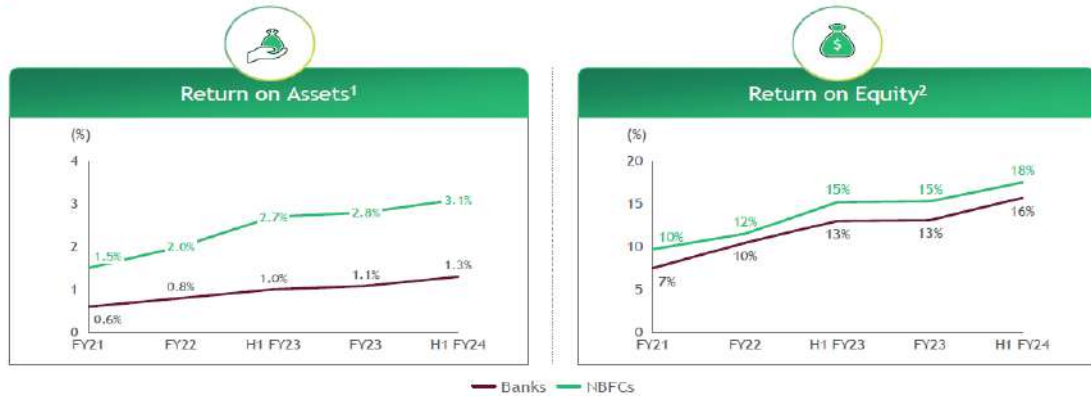 Return on Assets¹
(%)
4
3
2
1
0
1.5%
2.0%
2.7%
2.8%
3.1%
0.6%
0.8%
1.0%
1.1%
1.3%
FY21
FY22
H1 FY23
FY23
H1 FY24
$
Return on Equity²
(%)
20
15
10
5
0
10%
12%
15%
15%
18%
7%
10%
13%
13%
16%
FY21
FY22
H1 FY23
FY23
H1 FY24
Banks NBFCs